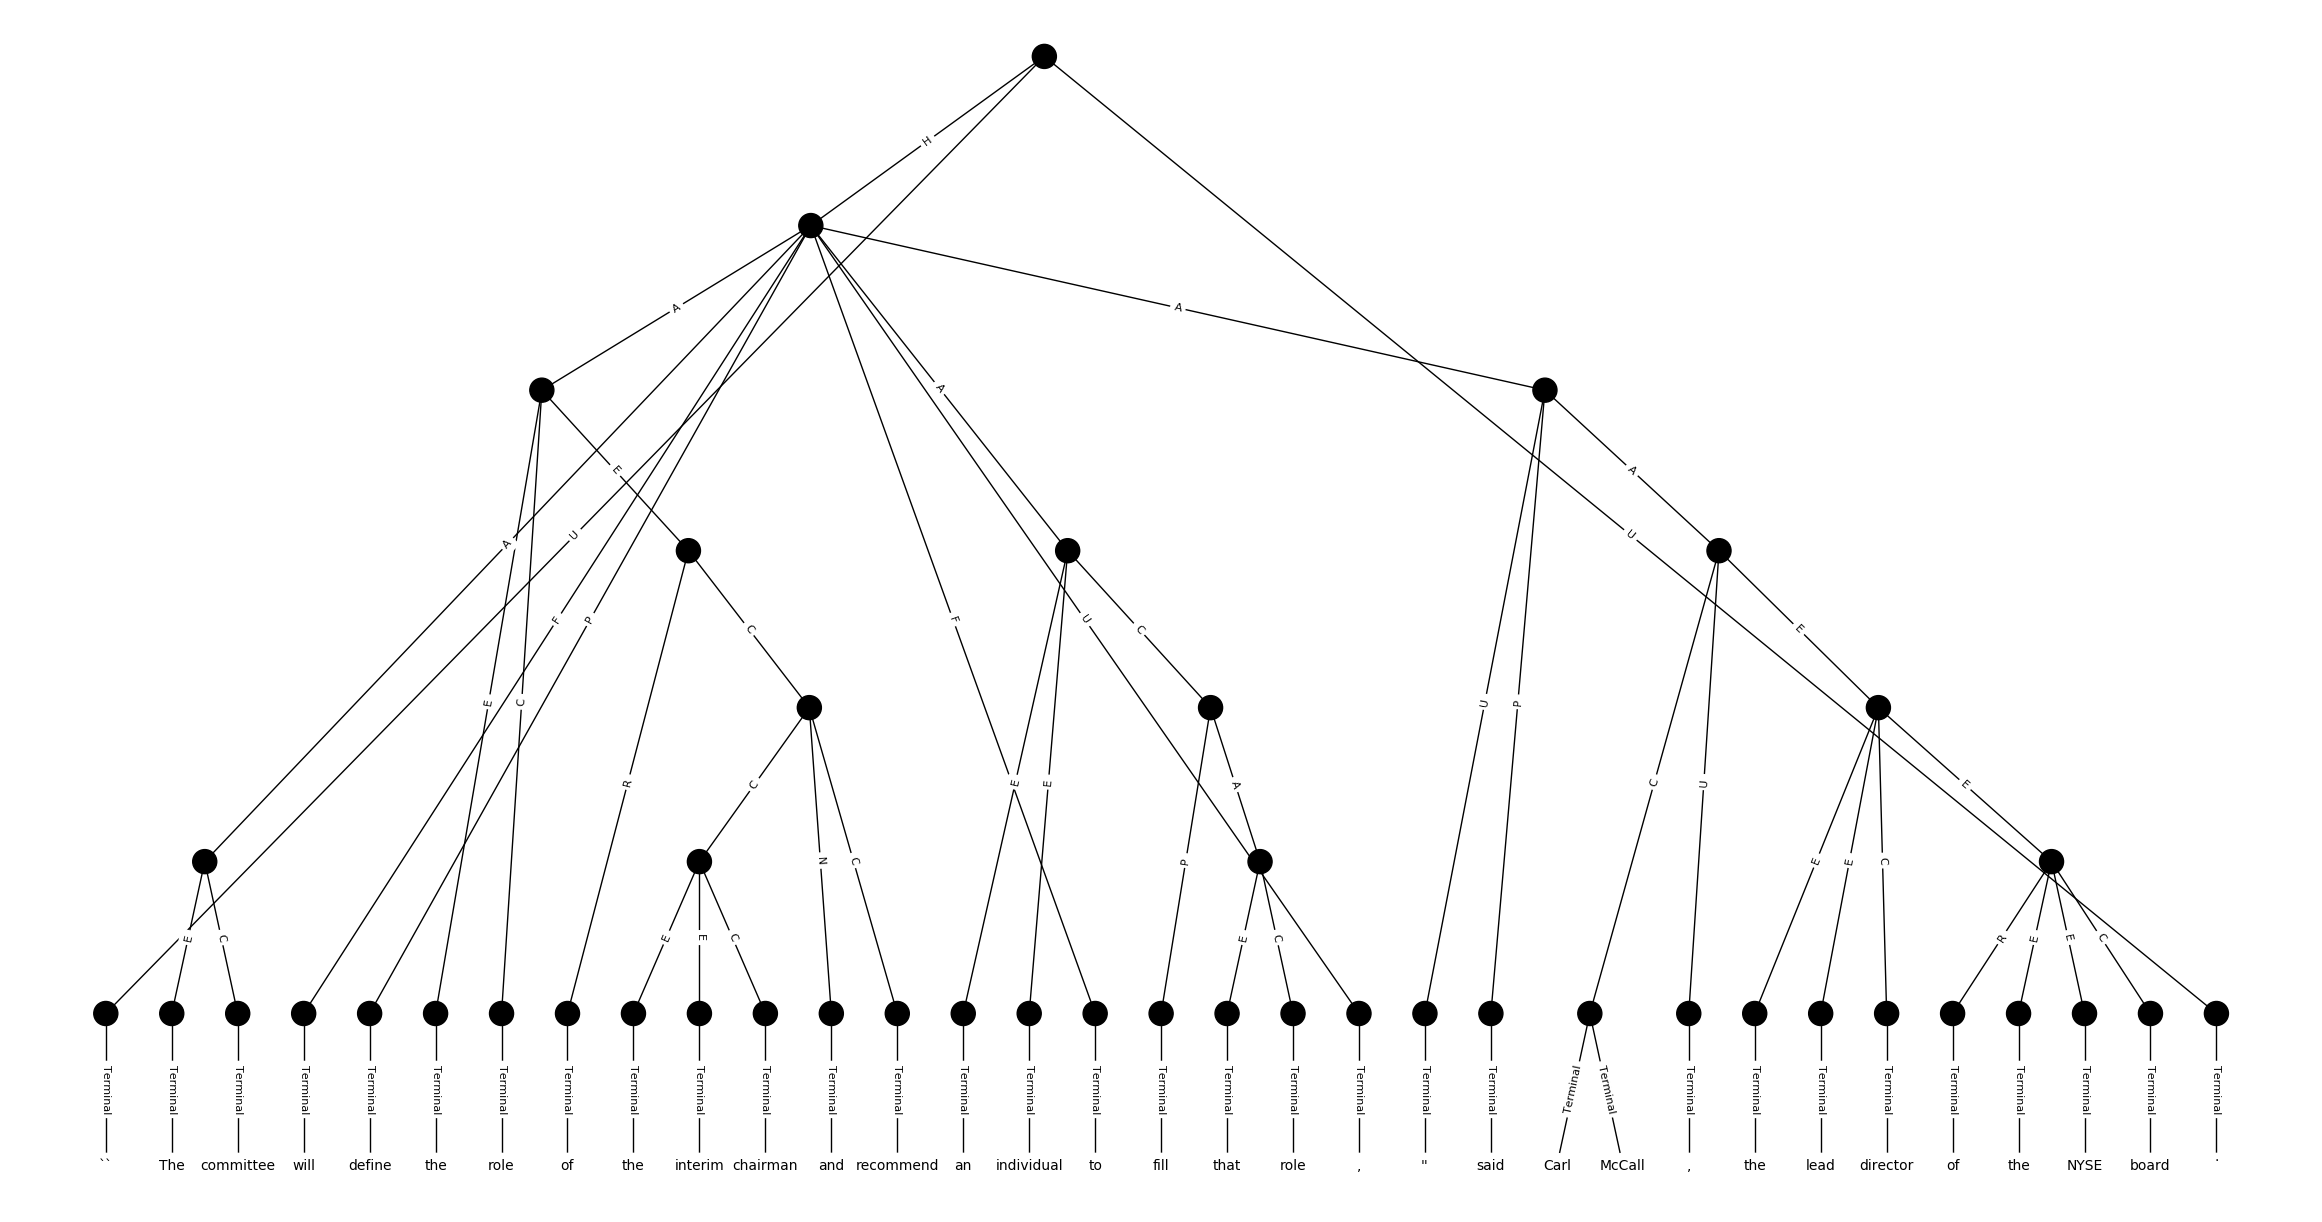 H
A A
A
E A
A U U
F P F U C E
E C C
R C E E U P C U E
A
C N C P E E C
E C E E C E C R E E C
Terminal Terminal Terminal Terminal Terminal Terminal Terminal Terminal Terminal Terminal Terminal Terminal Terminal Terminal Terminal Terminal Terminal Terminal Terminal Terminal Terminal Terminal Terminal Terminal Terminal Terminal Terminal Terminal Terminal Terminal Terminal Terminal Terminal
`` The committee will define the role of the interim chairman and recommend an individual to fill that role , " said Carl McCall , the lead director of the NYSE board .